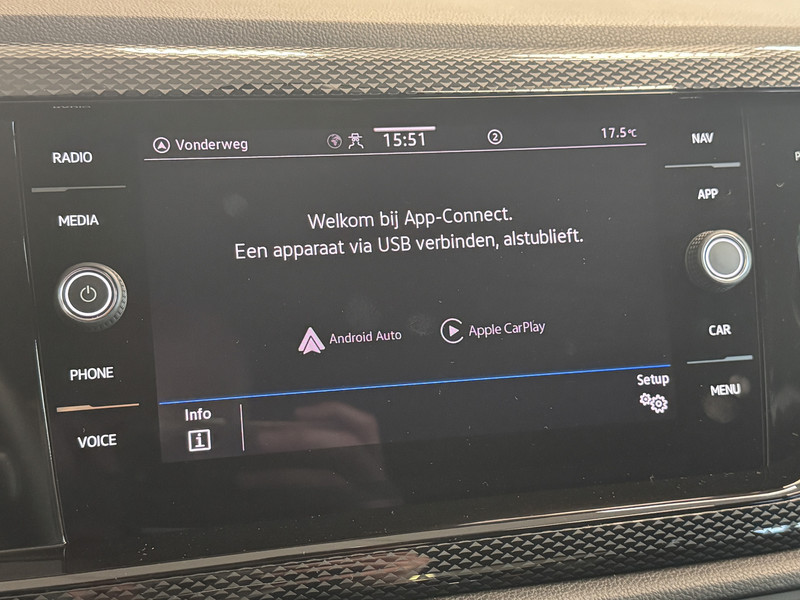 RADIO
MEDIA
PHONE
VOICE
Vonderweg
15:51
2
17.5°C
Welkom bij App-Connect.
Een apparaat via USB verbinden, alstublieft.
Android Auto
Apple CarPlay
Info
Setup
NAV
APP
CAR
MENU